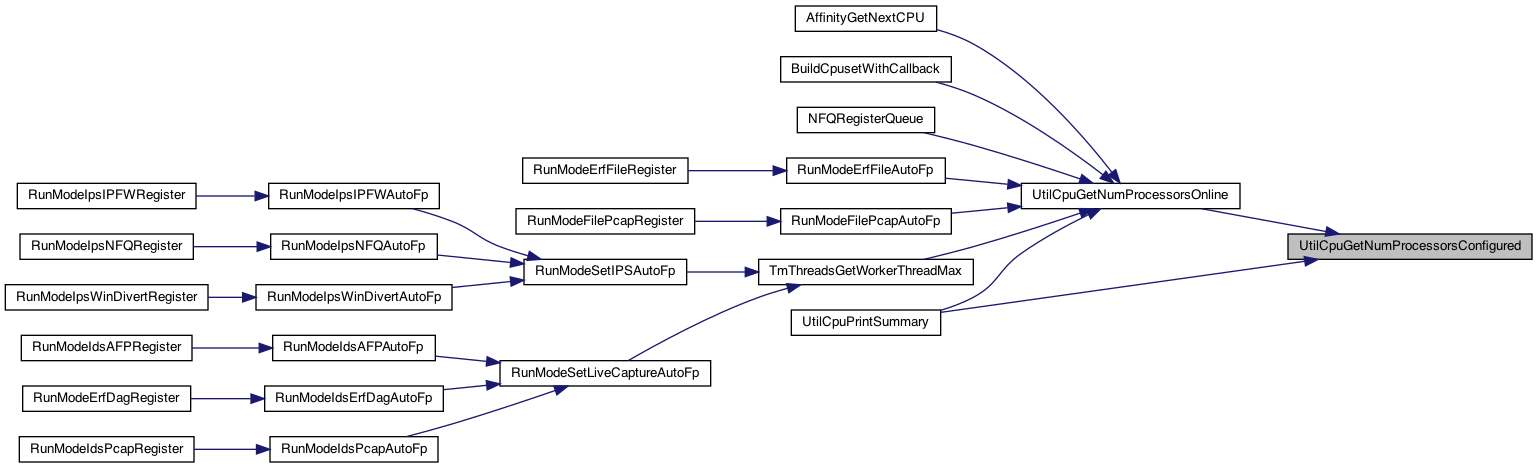 AffinityGetNextCPU
BuildCpusetWithCallback
NFQRegisterQueue
RunModeErfFileRegister
RunModeErfFileAutoFp
RunModeIpsIPFWRegister
RunModeIpsIPFWAutoFp
UtilCpuGetNumProcessorsOnline
RunModeFilePcapRegister
RunModeFilePcapAutoFp
RunModeIpsNFQRegister
RunModeIpsNFQAutoFp
UtilCpuGetNumProcessorsConfigured
RunModeSetIPSAutoFp
TmThreadsGetWorkerThreadMax
RunModeIpsWinDivertRegister
RunModeIpsWinDivertAutoFp
UtilCpuPrintSummary
RunModeIdsAFPRegister
RunModeIdsAFPAutoFp
RunModeSetLiveCaptureAutoFp
RunModeErfDagRegister
RunModeIdsErfDagAutoFp
RunModeIdsPcapRegister
RunModeIdsPcapAutoFp